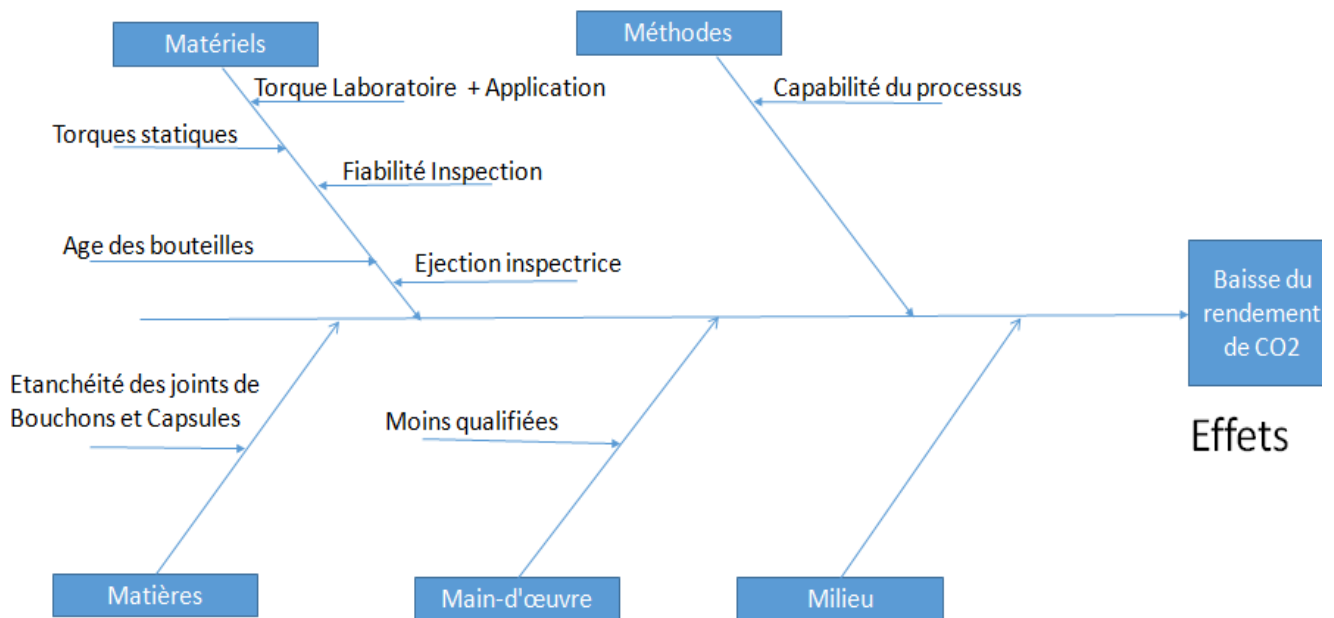 Matériels
Méthodes
Torque Laboratoire + Application
Capabilité du processus
Torques statiques
Fiabilité Inspection
Age des bouteilles
Ejection inspectrice
Baisse du
rendement
de CO2
Etanchéité des joints de
Bouchons et Capsules
Moins qualifiées
Effets
Matières
Main-d'œuvre
Milieu